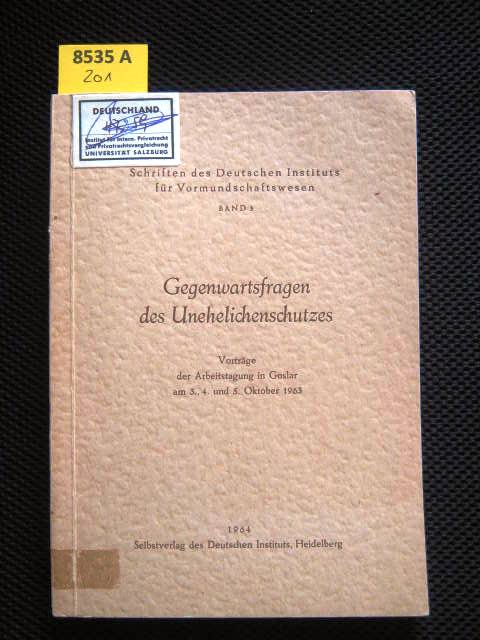 8535 A
201
DEUTSCHLAND
Institut für Intern. Privatrecht
und Privatrechtsvergleichung
UNIVERSITÄT SALZBURG
Schriften des Deutschen Instituts
für Vormundschaftswesen
BAND 3
Gegenwartsfragen
des Unehelichenschutzes
Vorträge
der Arbeitstagung in Goslar
am 3., 4. und 5. Oktober 1963
1964
Selbstverlag des Deutschen Instituts, Heidelberg